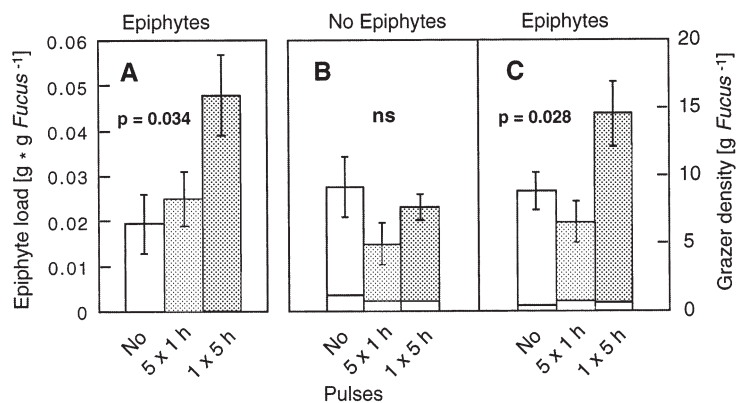 Epiphytes No Epiphytes Epiphytes
0.06 20
A B C
0.05
p = 0.034 ns p = 0.028 15
0.04
0.03
10
0.02
5
0.01
0 0
Epiphyte load [g * g Fucus⁻¹]
Grazer density [g Fucus⁻¹]
No 5 x 1 h 1 x 5 h No 5 x 1 h 1 x 5 h No 5 x 1 h 1 x 5 h
Pulses